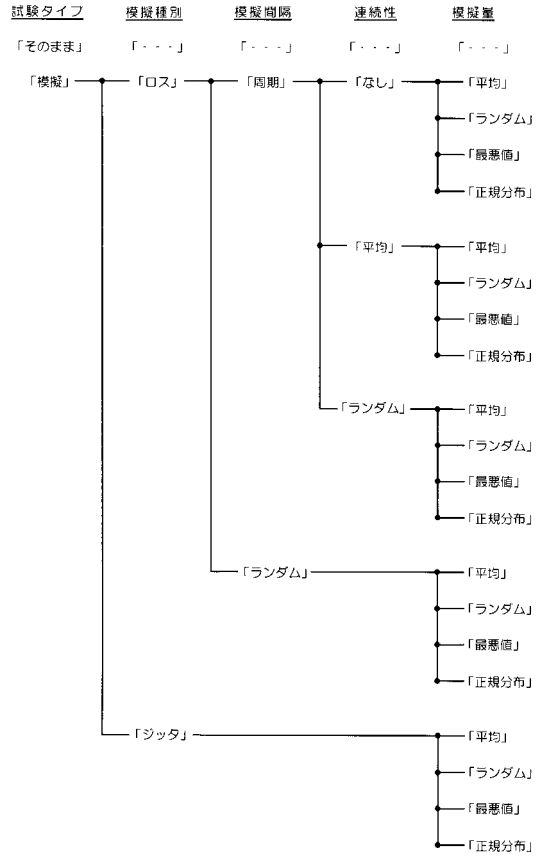 試験タイプ 模擬種別 模擬間隔 連続性 模擬量
「そのまま」 「---」 「---」 「---」 「---」
「模擬」 「ロス」 「周期」 「なし」 「平均」
「ランダム」
「最悪値」
「正規分布」
「平均」 「平均」
「ランダム」
「最悪値」
「正規分布」
「ランダム」 「平均」
「ランダム」
「最悪値」
「正規分布」
「ランダム」 「平均」
「ランダム」
「最悪値」
「正規分布」
「ジッタ」 「平均」
「ランダム」
「最悪値」
「正規分布」